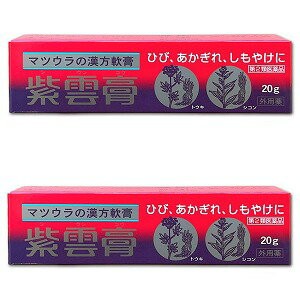 マツウラの漢方軟膏
紫雲膏
ひび、あかぎれ、しもやけに
トウキ
シコン
第2類医薬品
20g
外用薬
マツウラの漢方軟膏
紫雲膏
ひび、あかぎれ、しもやけに
トウキ
シコン
第2類医薬品
20g
外用薬